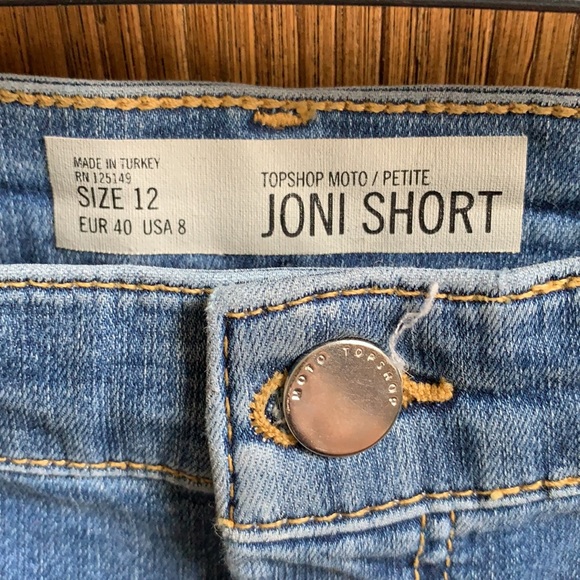 MADE IN TURKEY
RN 125149
SIZE 12
EUR 40 USA 8
TOPSHOP MOTO / PETITE
JONI SHORT
MOTO TOPSHOP